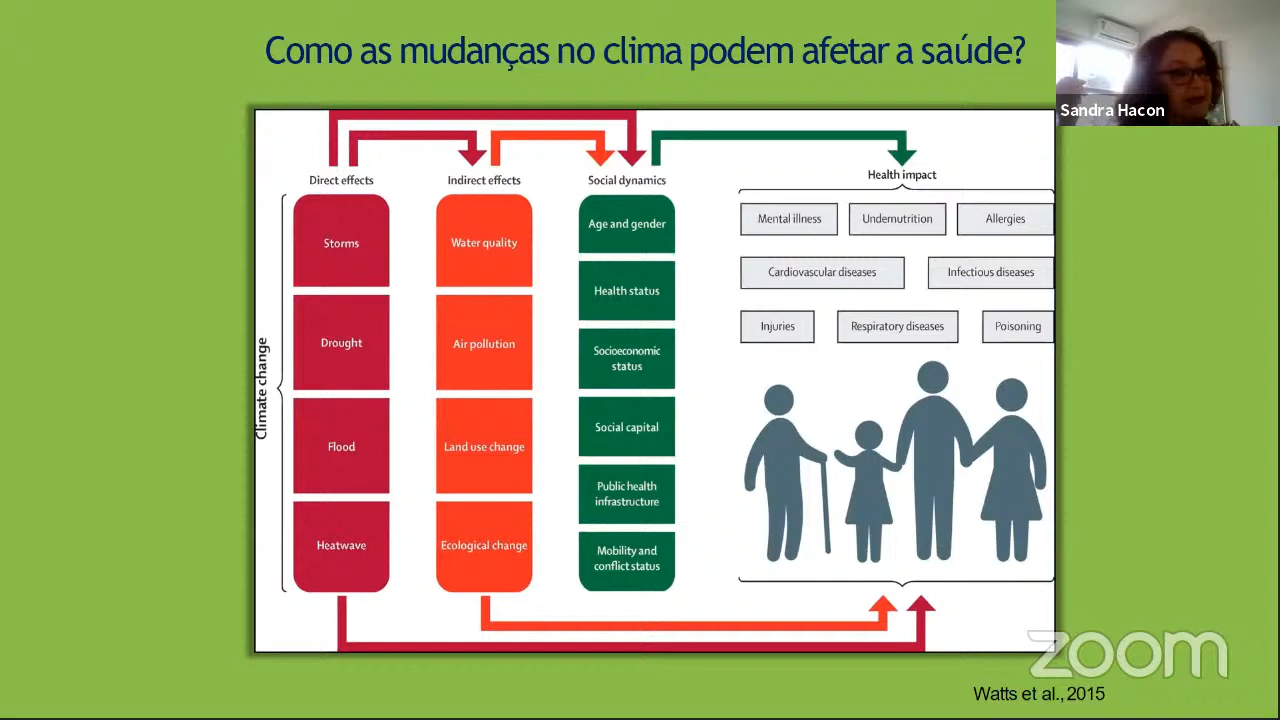 Como as mudanças no clima podem afetar a saúde?
Sandra Hacon
Direct effects
Indirect effects
Social dynamics
Health impact
Climate change
Storms
Drought
Flood
Heatwave
Water quality
Air pollution
Land use change
Ecological change
Age and gender
Health status
Socioeconomic
status
Social capital
Public health
infrastructure
Mobility and
conflict status
Mental illness
Undernutrition
Allergies
Cardiovascular diseases
Infectious diseases
Injuries
Respiratory diseases
Poisoning
zoom
Watts et al., 2015